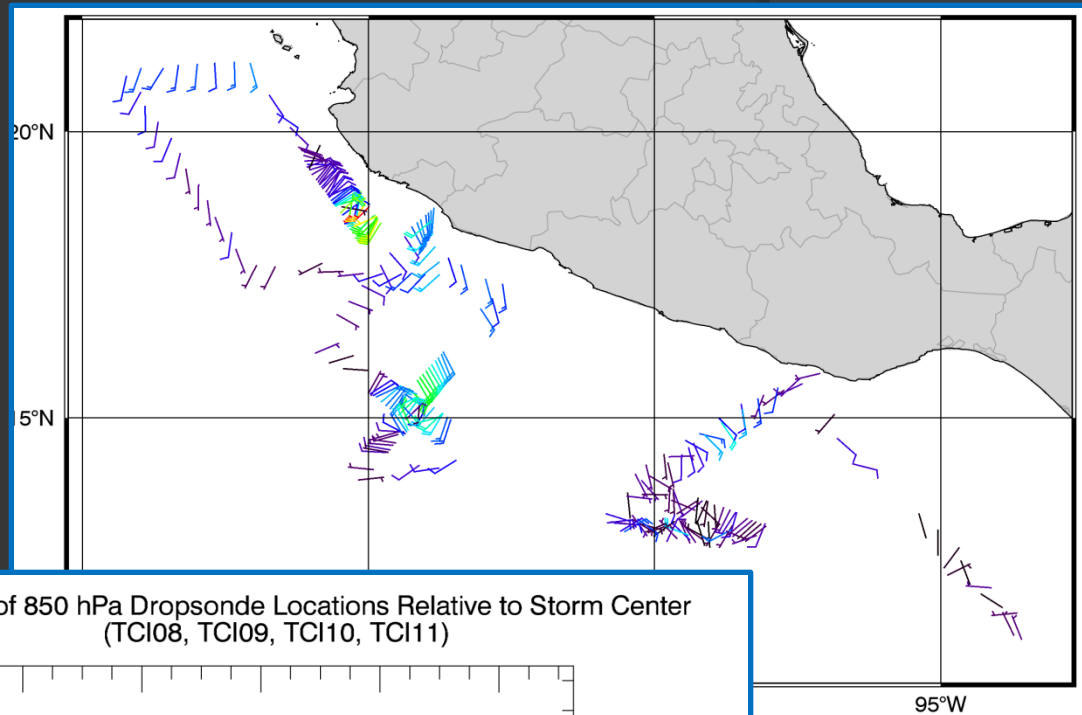 20°N
15°N
of 850 hPa Dropsonde Locations Relative to Storm Center
(TCI08, TCI09, TCI10, TCI11)
95°W